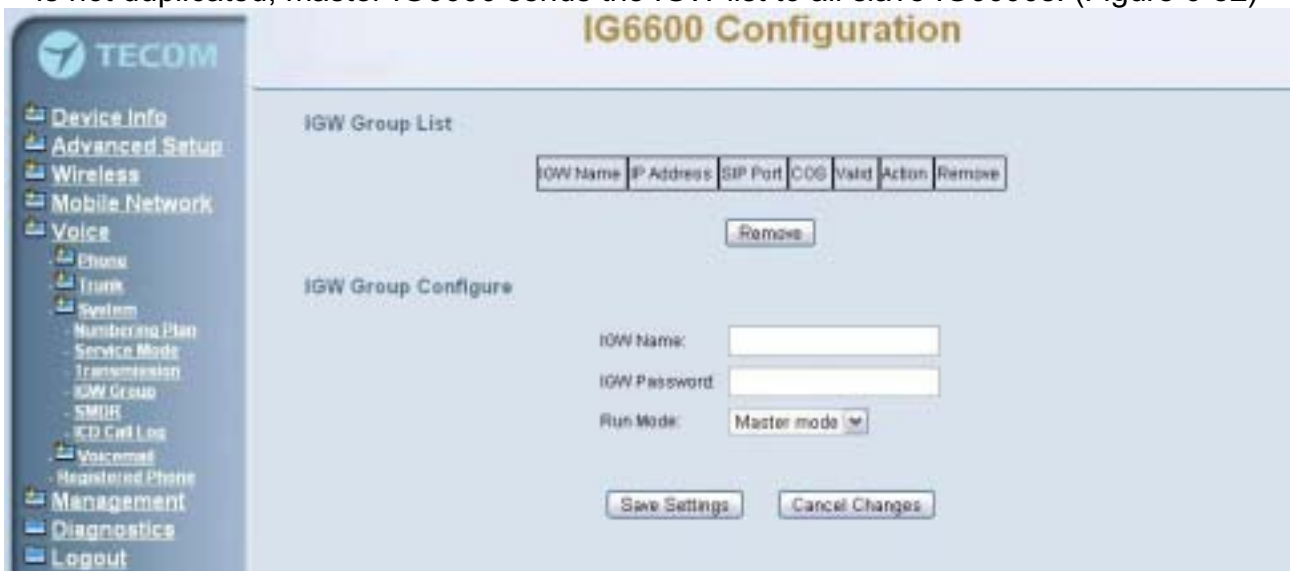 is not duplicated, master IG6600 sends the IGW list to all slave IG6600s. (Figure
IG6600 Configuration
TECOM
Device Info
Advanced Setup
Wireless
Mobile Network
Voice
Phone
Trunk
System
Numbering Plan
Service Mode
Transmission
IGW Group
SMDR
ICD Call Log
Voicemail
Registered Phone
Management
Diagnostics
Logout
IGW Group List
IGW Name IP Address SIP Port COS Valid Action Remove
Remove
IGW Group Configure
IGW Name:
IGW Password:
Run Mode: Master mode
Save Settings Cancel Changes